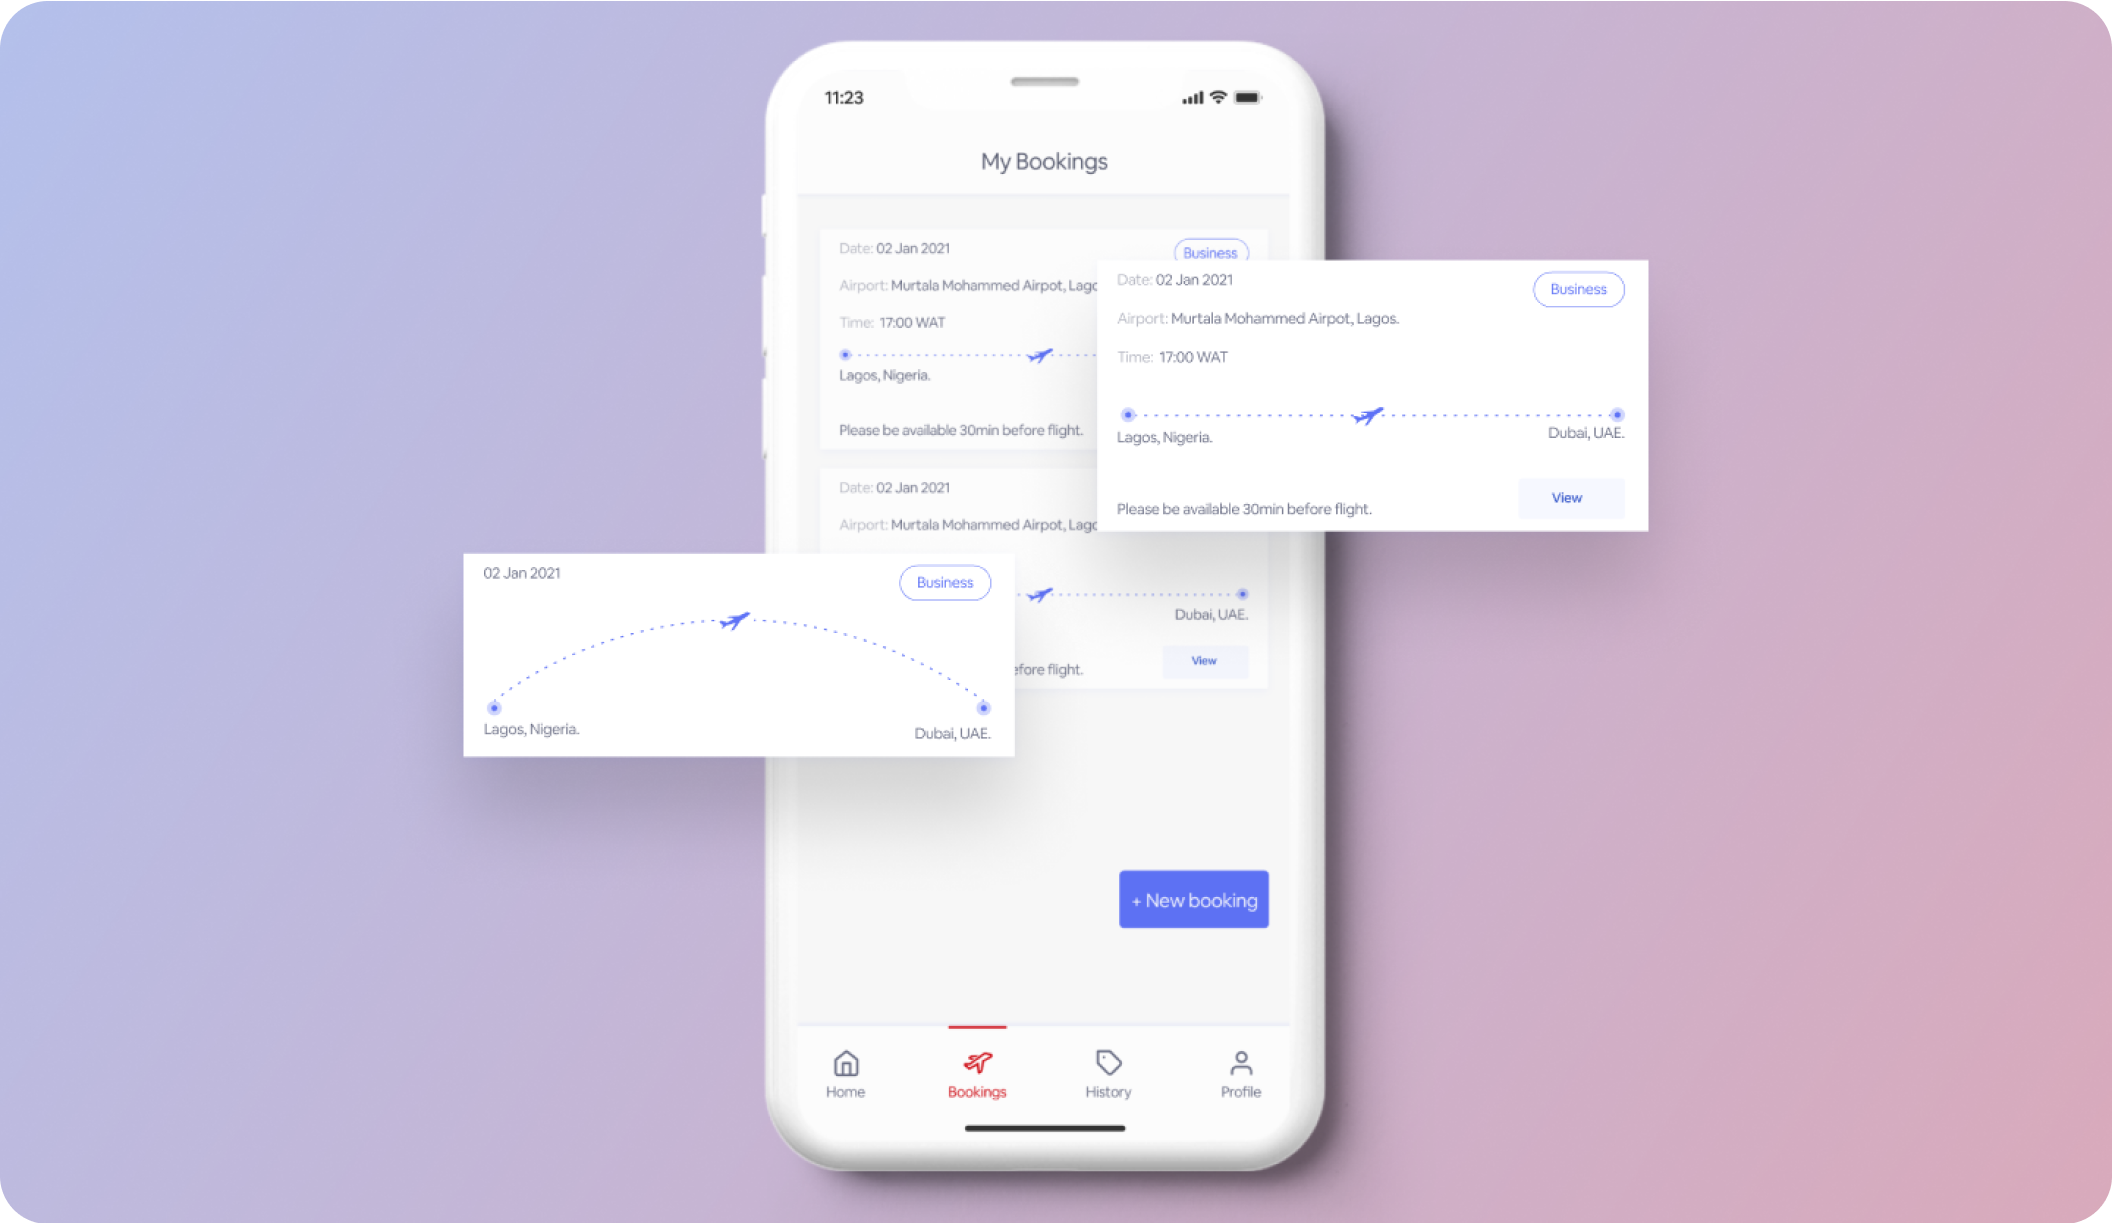 11:23
My Bookings
Date: 02 Jan 2021
Business
Airport: Murtala Mohammed Airpot, Lago
Time: 17:00 WAT
Lagos, Nigeria.
Please be available 30min before flight.
Date: 02 Jan 2021
Business
Airport: Murtala Mohammed Airpot, Lagos.
Time: 17:00 WAT
Lagos, Nigeria.
Dubai, UAE.
View
Please be available 30min before flight.
Date: 02 Jan 2021
Airport: Murtala Mohammed Airpot, Lago
Dubai, UAE.
efore flight.
View
02 Jan 2021
Business
Lagos, Nigeria.
Dubai, UAE.
+ New booking
Home
Bookings
History
Profile